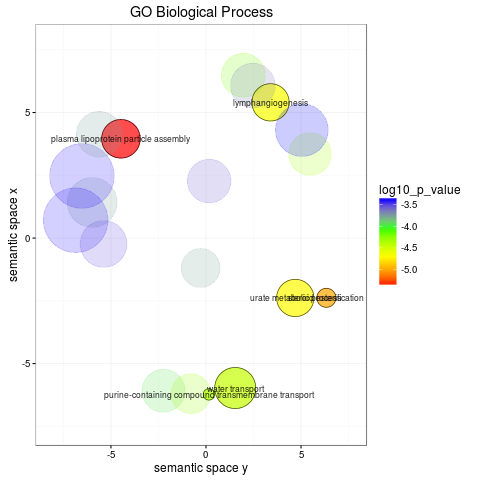 GO Biological Process
semantic space x
5
0
-5
lymphangiogenesis
plasma lipoprotein particle assembly
urate metabolic process
water transport
purine-containing compound transmembrane transport
-5
0
5
semantic space y
log10_p_value
-3.5
-4.0
-4.5
-5.0